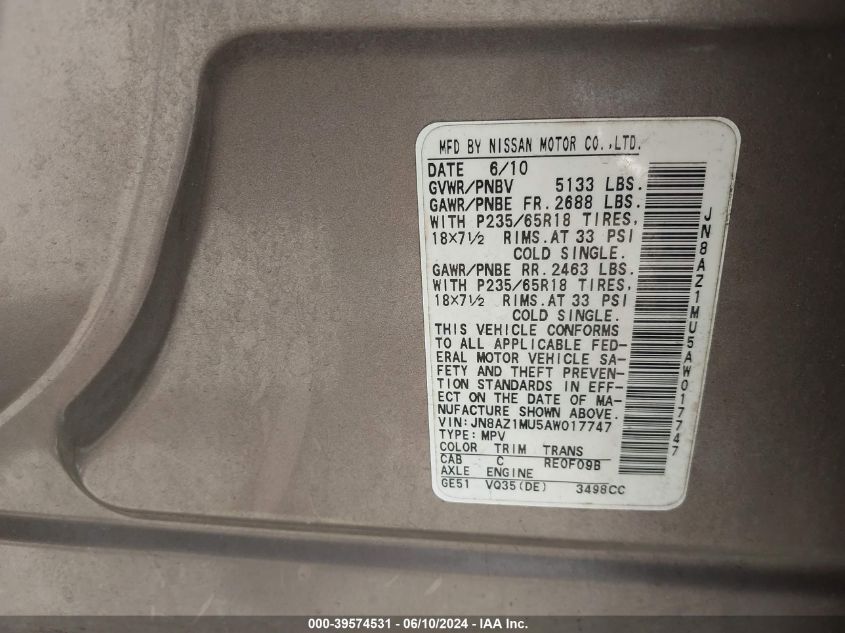 MFD BY NISSAN MOTOR CO.,LTD.
DATE 6/10
GVWR/PNBV 5133 LBS.
GAWR/PNBE FR. 2688 LBS.
WITH P235/65R18 TIRES,
18×7½ RIMS.AT 33 PSI
COLD SINGLE.
GAWR/PNBE RR. 2463 LBS.
WITH P235/65R18 TIRES,
18×7½ RIMS.AT 33 PSI
COLD SINGLE.
THIS VEHICLE CONFORMS
TO ALL APPLICABLE FED-
ERAL MOTOR VEHICLE SA-
FETY AND THEFT PREVEN-
TION STANDARDS IN EFF-
ECT ON THE DATE OF MA-
NUFACTURE SHOWN ABOVE.
VIN: JN8AZ1MU5AW017747
TYPE: MPV
COLOR TRIM TRANS
CAB C RE0F09B
AXLE ENGINE
GE51 VQ35(DE) 3498CC
JN8AZ1MU5AW017747
000-39574531 - 06/10/2024 - IAA Inc.